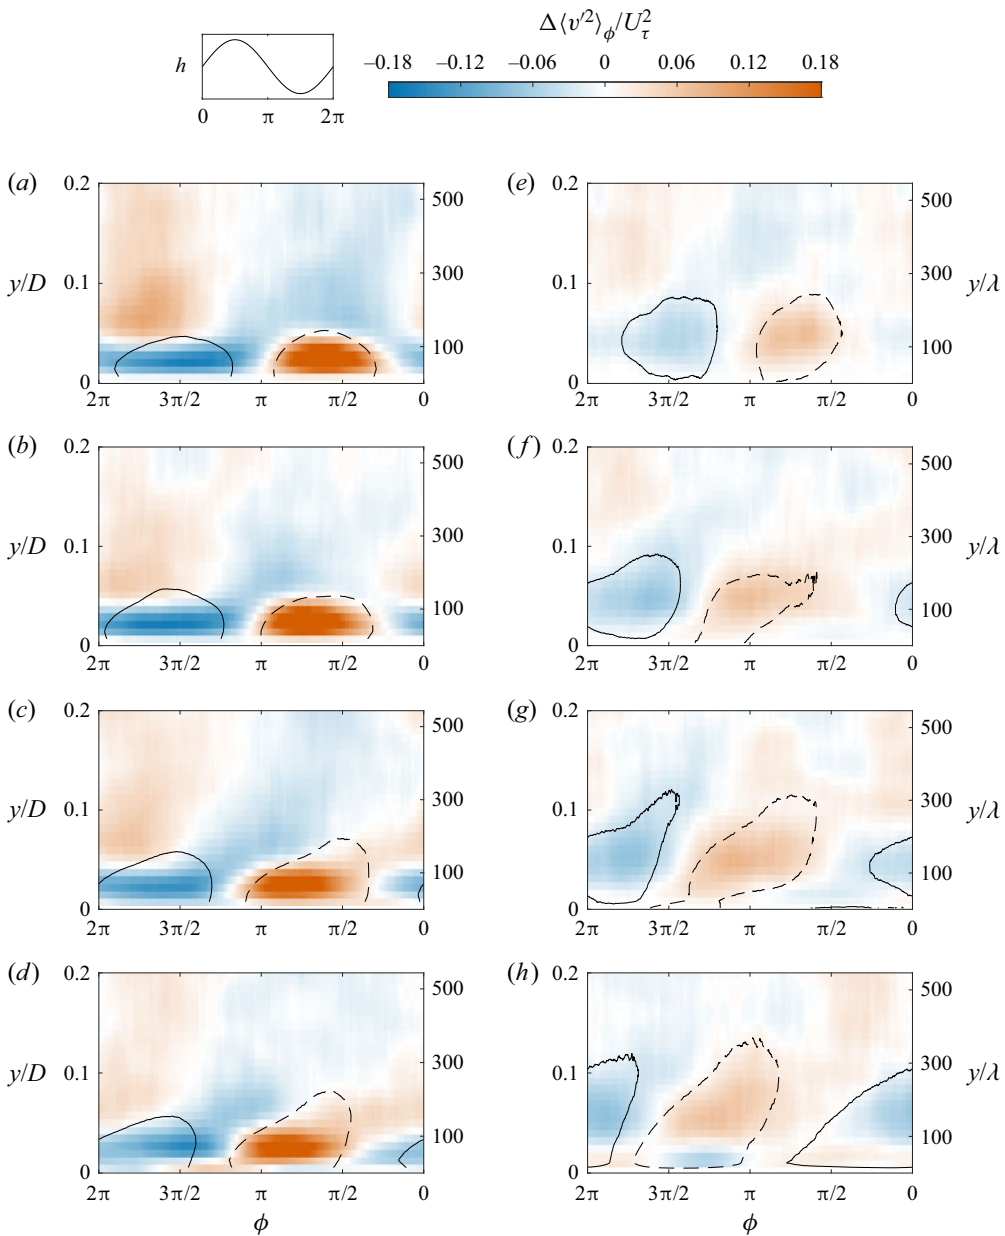 Δ⟨v′²⟩ϕ/U²τ
h
0 π 2π
−0.18 −0.12 −0.06 0 0.06 0.12 0.18
(a) 0.2 0.1 0 y/D 500 300 100 2π 3π/2 π π/2 0
(e) 0.2 0.1 0 500 300 100 y/λ 2π 3π/2 π π/2 0
(b) 0.2 0.1 0 y/D 500 300 100 2π 3π/2 π π/2 0
(f) 0.2 0.1 0 500 300 100 y/λ 2π 3π/2 π π/2 0
(c) 0.2 0.1 0 y/D 500 300 100 2π 3π/2 π π/2 0
(g) 0.2 0.1 0 500 300 100 y/λ 2π 3π/2 π π/2 0
(d) 0.2 0.1 0 y/D 500 300 100 2π 3π/2 π π/2 0
(h) 0.2 0.1 0 500 300 100 y/λ 2π 3π/2 π π/2 0
ϕ ϕ